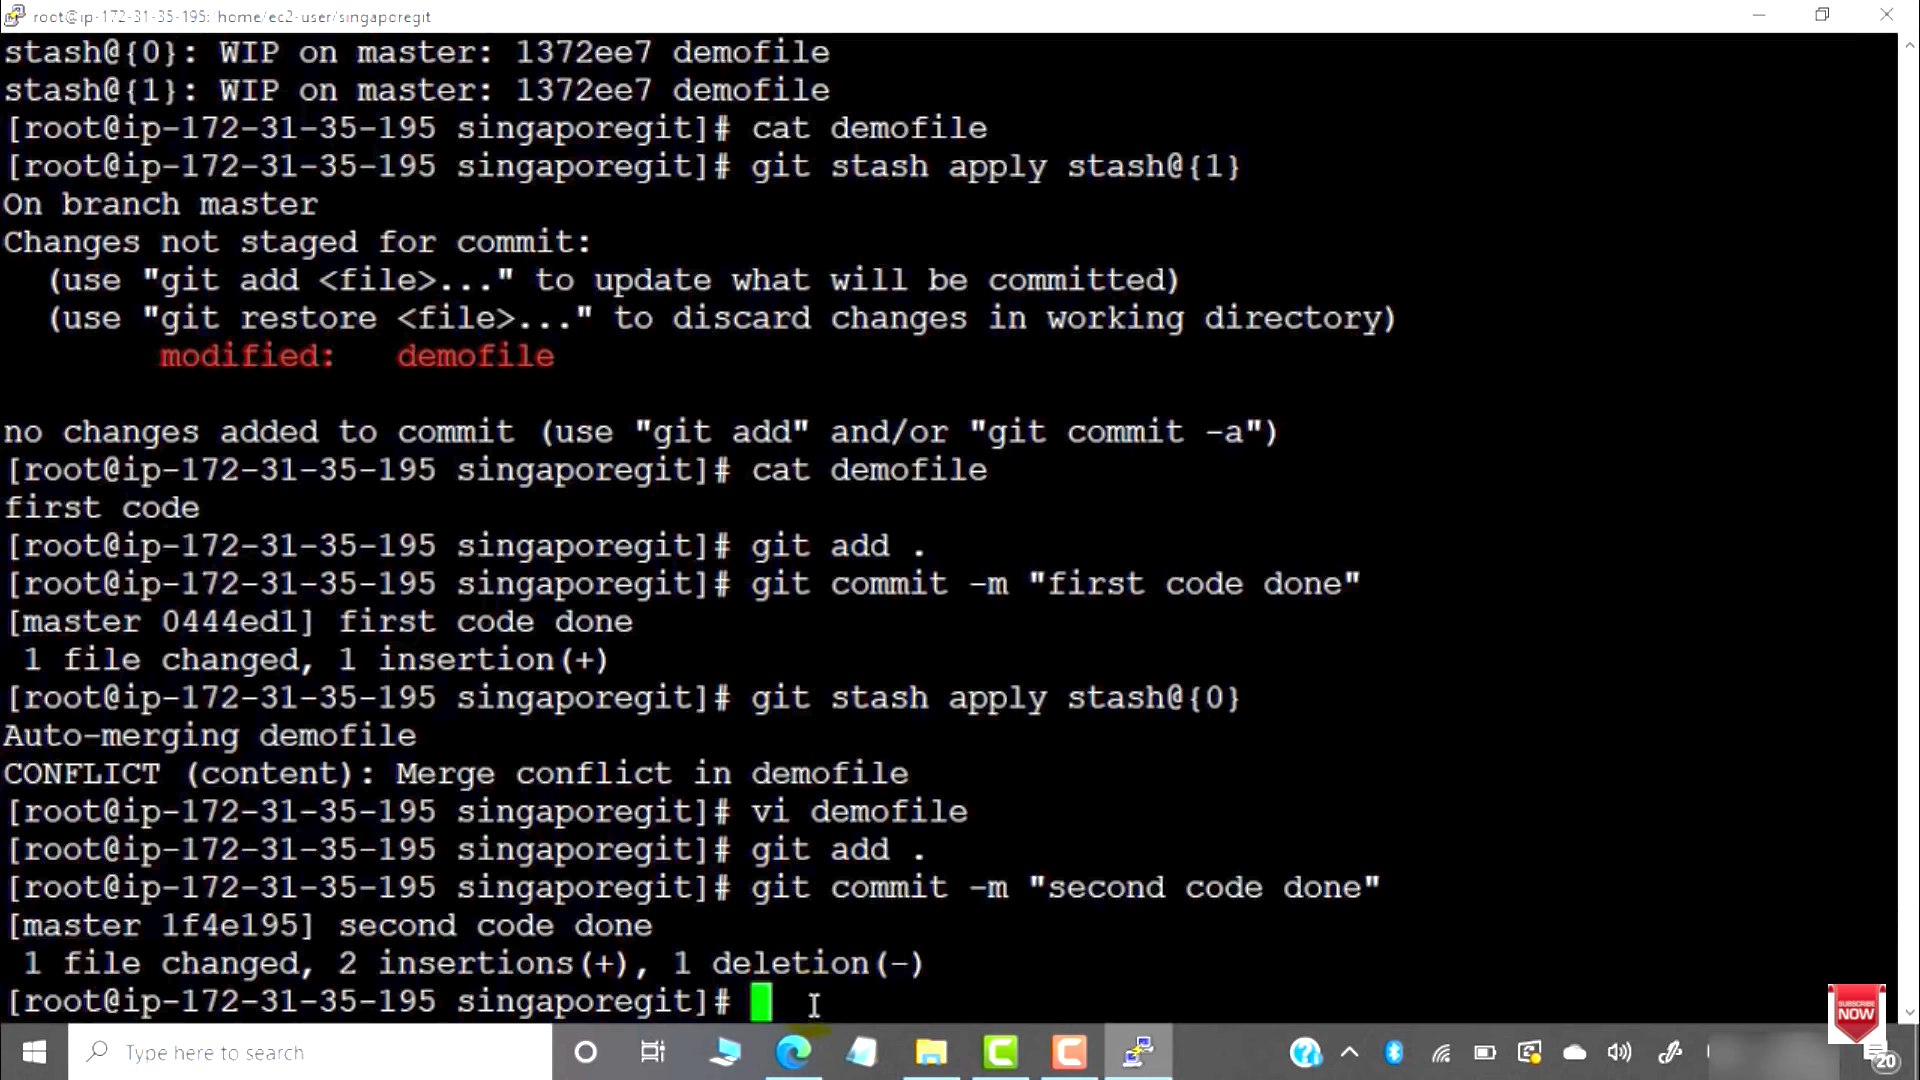 root@ip-172-31-35-195: /home/ec2-user/singaporegit
stash@{0}: WIP on master: 1372ee7 demofile
stash@{1}: WIP on master: 1372ee7 demofile
[root@ip-172-31-35-195 singaporegit]# cat demofile
[root@ip-172-31-35-195 singaporegit]# git stash apply stash@{1}
On branch master
Changes not staged for commit:
  (use "git add <file>..." to update what will be committed)
  (use "git restore <file>..." to discard changes in working directory)
        modified:   demofile
no changes added to commit (use "git add" and/or "git commit -a")
[root@ip-172-31-35-195 singaporegit]# cat demofile
first code
[root@ip-172-31-35-195 singaporegit]# git add .
[root@ip-172-31-35-195 singaporegit]# git commit -m "first code done"
[master 0444ed1] first code done
 1 file changed, 1 insertion(+)
[root@ip-172-31-35-195 singaporegit]# git stash apply stash@{0}
Auto-merging demofile
CONFLICT (content): Merge conflict in demofile
[root@ip-172-31-35-195 singaporegit]# vi demofile
[root@ip-172-31-35-195 singaporegit]# git add .
[root@ip-172-31-35-195 singaporegit]# git commit -m "second code done"
[master 1f4e195] second code done
 1 file changed, 2 insertions(+), 1 deletion(-)
[root@ip-172-31-35-195 singaporegit]#
SUBSCRIBE
NOW
Type here to search
20